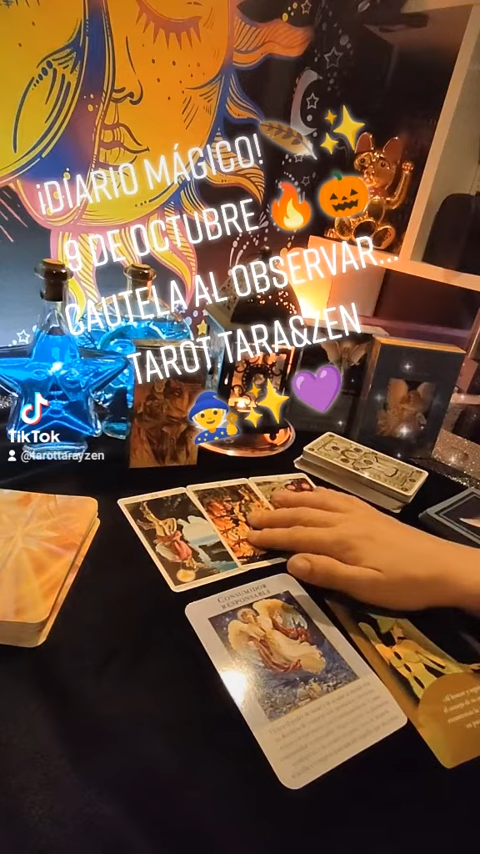 ¡DIARIO MÁGICO!
9 DE OCTUBRE 🔥 🎃
CAUTELA AL OBSERVAR...
TAROT TARA&ZEN
TikTok
@tarottarayzen
CONSUMIDOR
RESPONSABLE